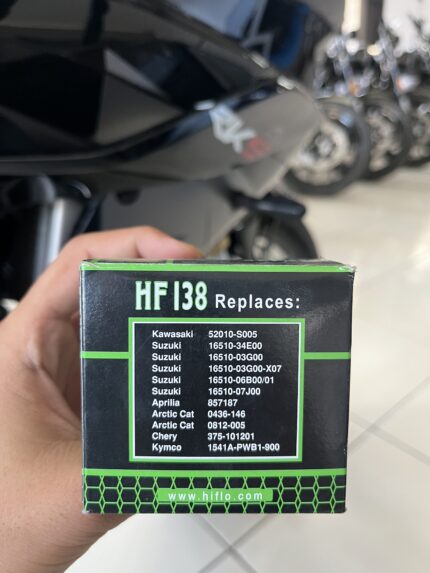 HF 138 Replaces:
Kawasaki 52010-S005
Suzuki 16510-34E00
Suzuki 16510-03G00
Suzuki 16510-03G00-X07
Suzuki 16510-06B00/01
Suzuki 16510-07J00
Aprilia 857187
Arctic Cat 0436-146
Arctic Cat 0812-005
Chery 375-101201
Kymco 1541A-PWB1-900
www.hiflo.com